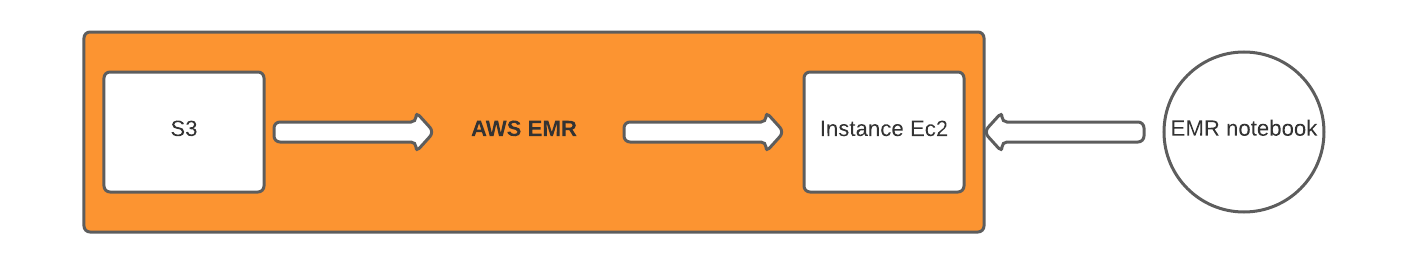 S3
AWS EMR
Instance Ec2
EMR notebook